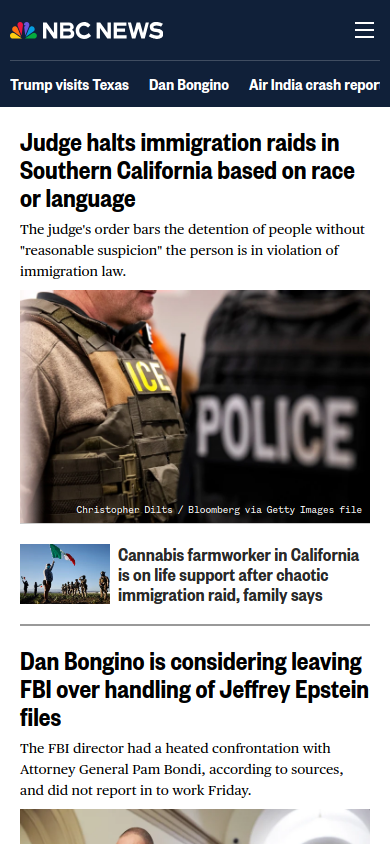 NBC NEWS
Trump visits Texas Dan Bongino Air India crash repor
Judge halts immigration raids in
Southern California based on race
or language
The judge's order bars the detention of people without
"reasonable suspicion" the person is in violation of
immigration law.
ICE
POLICE
Christopher Dilts / Bloomberg via Getty Images file
Cannabis farmworker in California
is on life support after chaotic
immigration raid, family says
Dan Bongino is considering leaving
FBI over handling of Jeffrey Epstein
files
The FBI director had a heated confrontation with
Attorney General Pam Bondi, according to sources,
and did not report in to work Friday.